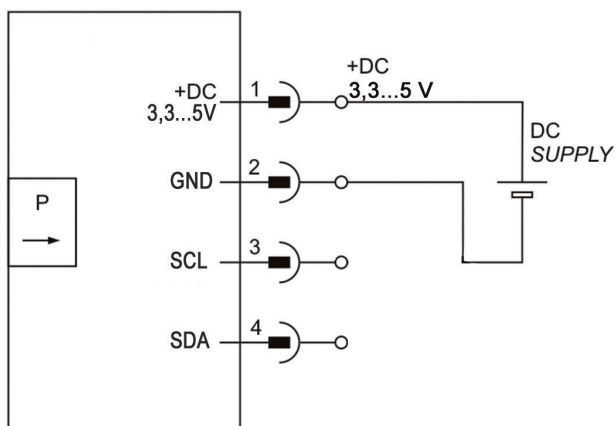 +DC
3,3...5V
1
+DC
3,3...5 V
DC
SUPPLY
GND
2
P
SCL
3
SDA
4